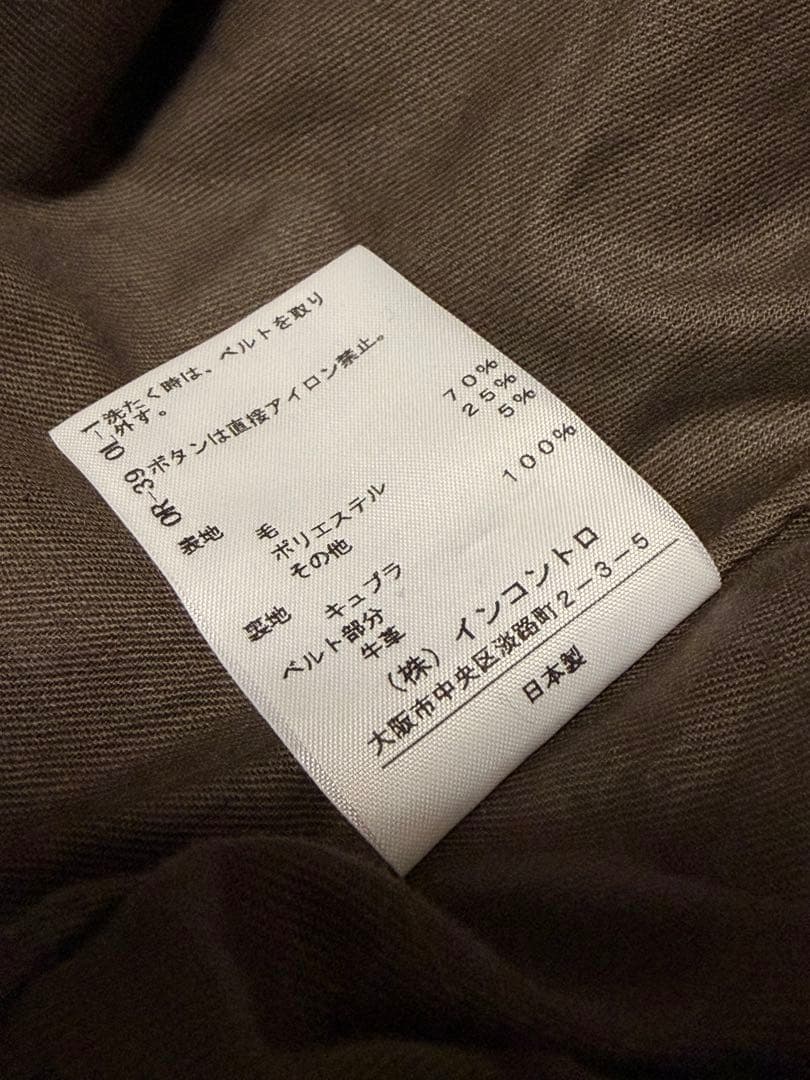 洗たく時は、ベルトを取り
外す。
OR-39 ボタンは直接アイロン禁止。
表地 毛 70%
ポリエステル 25%
その他 5%
裏地 キュプラ 100%
ベルト部分
牛革
(株) インコントロ
大阪市中央区淡路町2-3-5
日本製